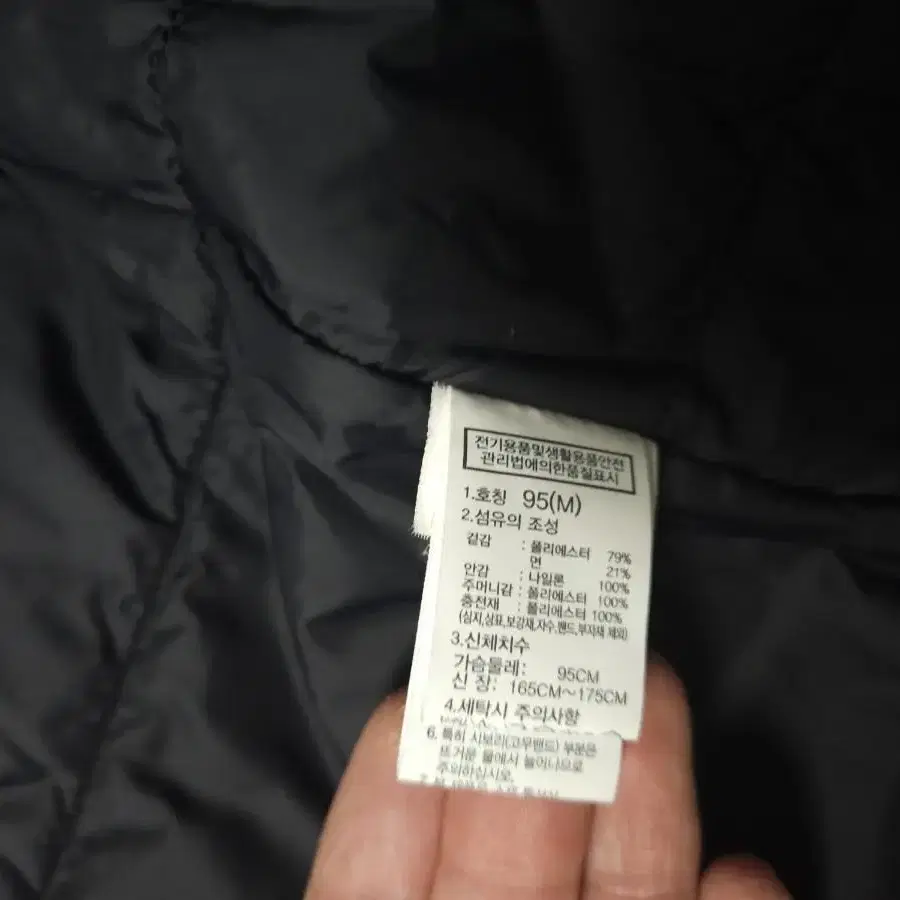 전기용품및생활용품안전
관리법에의한품질표시
1.호칭 95(M)
2.섬유의 조성
겉감 : 폴리에스터 79%
면 21%
안감 : 나일론 100%
주머니감 : 폴리에스터 100%
충전재 : 폴리에스터 100%
(심지,상표,보강재,자수,밴드,부자재 제외)
3.신체치수
가슴둘레: 95CM
신 장: 165CM~175CM
4.세탁시 주의사항
6. 특히 시보리(고무밴드) 부분은
뜨거운 물에서 늘어나므로
주의하십시오.